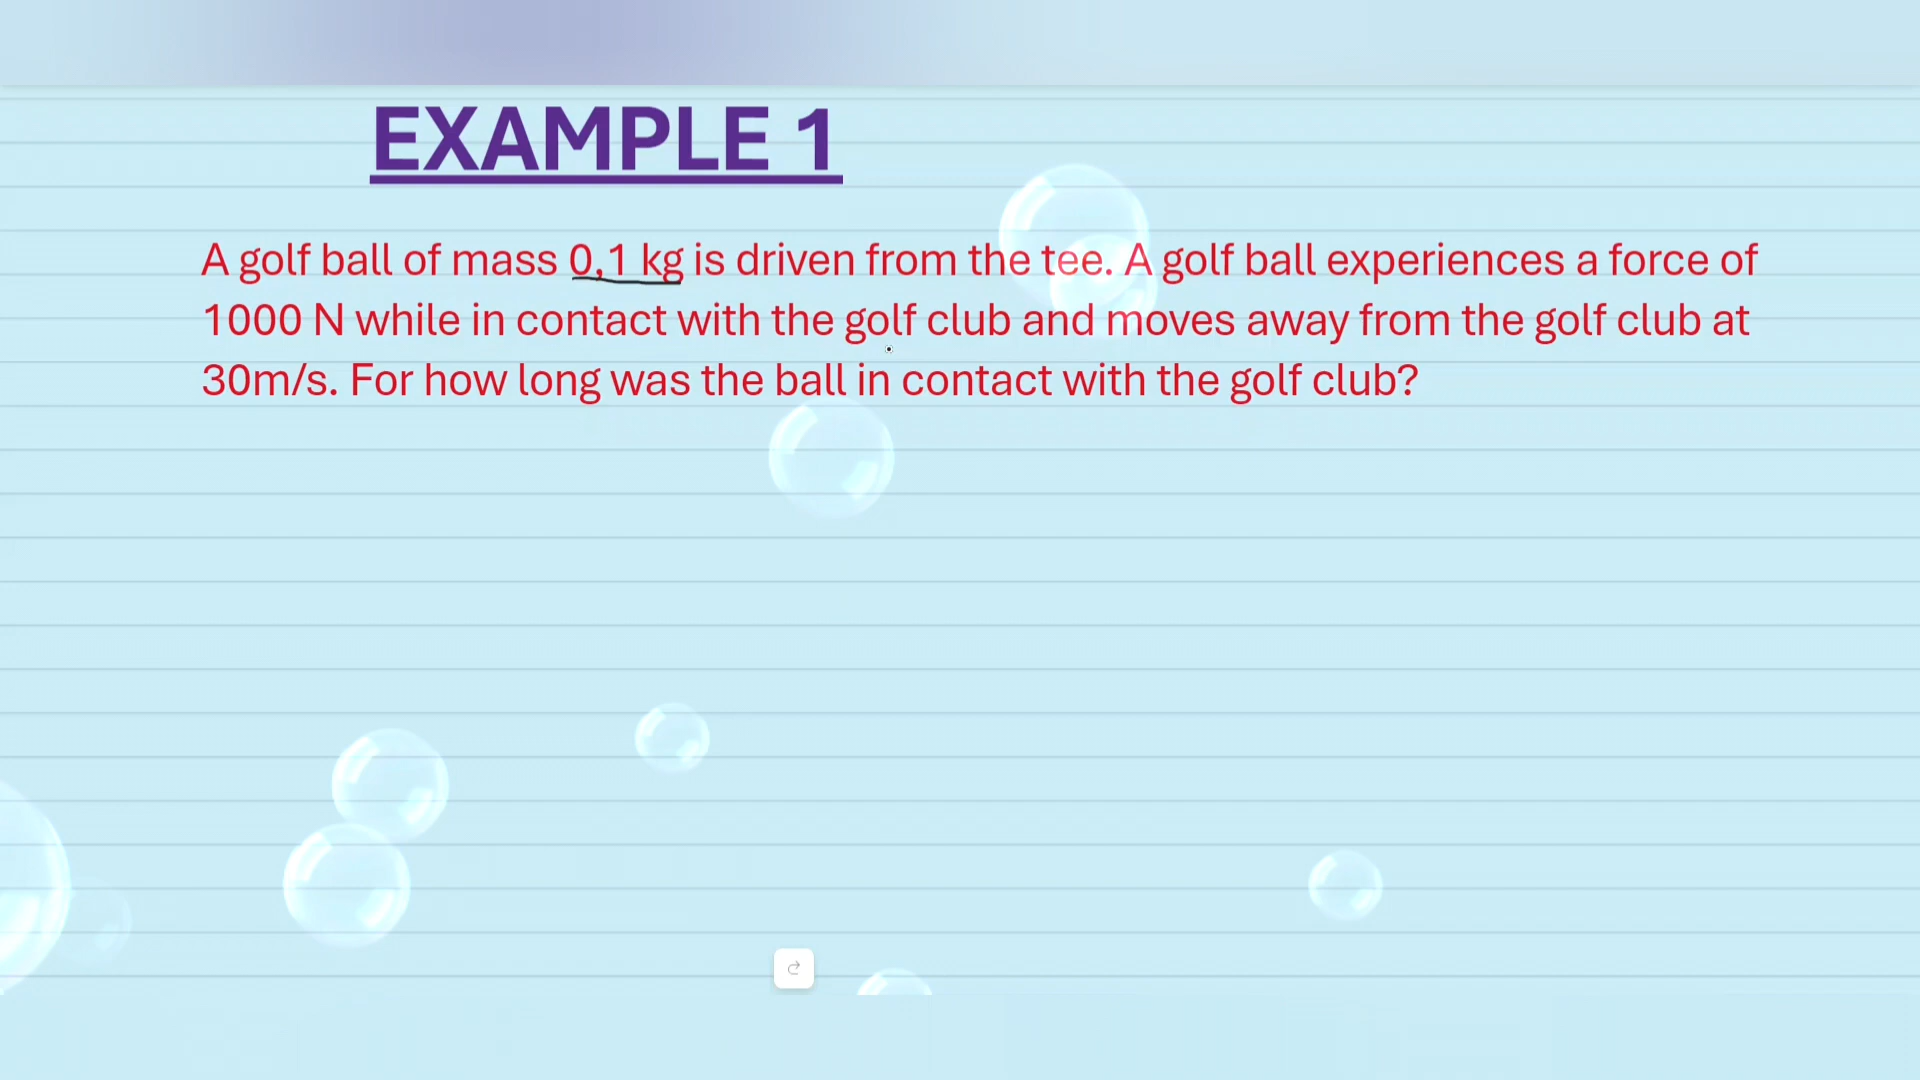 EXAMPLE 1
A golf ball of mass 0,1 kg is driven from the tee. A golf ball experiences a force of
1000 N while in contact with the golf club and moves away from the golf club at
30m/s. For how long was the ball in contact with the golf club?